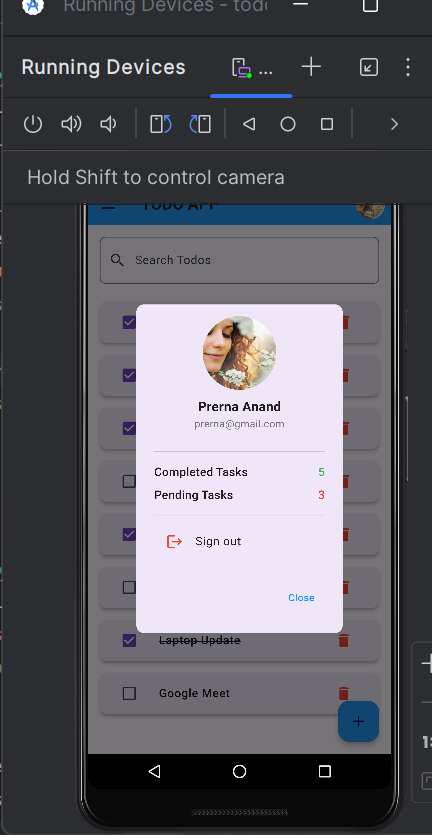 Running Devices - todo
Running Devices
...
Hold Shift to control camera
TODO APP
Search Todos
Prerna Anand
prerna@gmail.com
Completed Tasks 5
Pending Tasks 3
Sign out
Close
Laptop Update
Google Meet